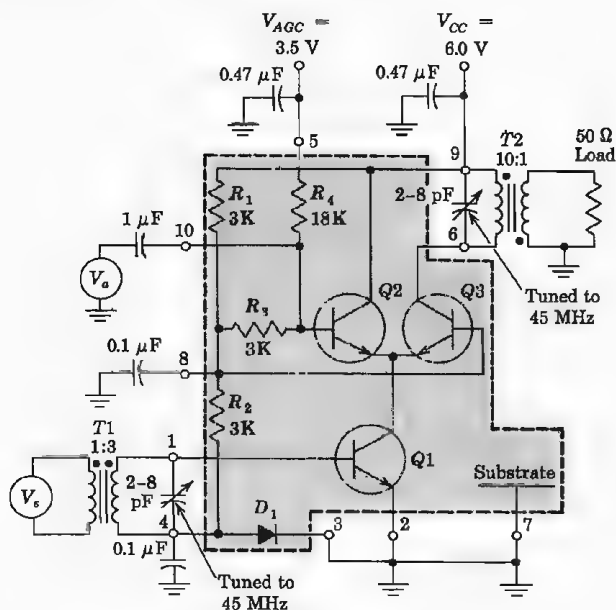 V_AGC =
3.5 V
V_CC =
6.0 V
0.47 μF
0.47 μF
5
9
T2
10:1
50 Ω
Load
R1
3K
R4
18K
2–8 pF
6
1 μF
10
Va
Q2
Q3
Tuned to
45 MHz
R3
3K
0.1 μF
8
R2
3K
T1
1:3
1
Q1
Substrate
Vs
2–8
pF
4
D1
3
2
7
0.1 μF
Tuned to
45 MHz